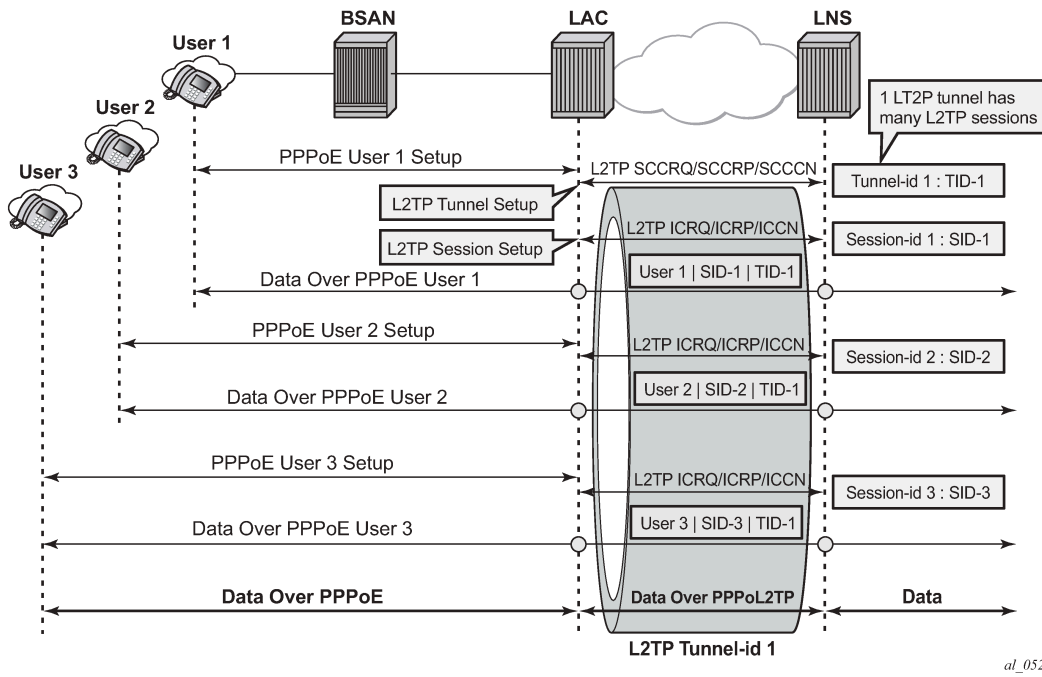 BSAN
LAC
LNS
User 1
User 2
User 3
1 LT2P tunnel has
many L2TP sessions
PPPoE User 1 Setup
L2TP SCCRQ/SCCRP/SCCCN
Tunnel-id 1 : TID-1
L2TP Tunnel Setup
L2TP ICRQ/ICRP/ICCN
Session-id 1 : SID-1
L2TP Session Setup
User 1 | SID-1 | TID-1
Data Over PPPoE User 1
PPPoE User 2 Setup
L2TP ICRQ/ICRP/ICCN
Session-id 2 : SID-2
User 2 | SID-2 | TID-1
Data Over PPPoE User 2
PPPoE User 3 Setup
L2TP ICRQ/ICRP/ICCN
Session-id 3 : SID-3
User 3 | SID-3 | TID-1
Data Over PPPoE User 3
Data Over PPPoE
Data Over PPPoL2TP
Data
L2TP Tunnel-id 1
al_052